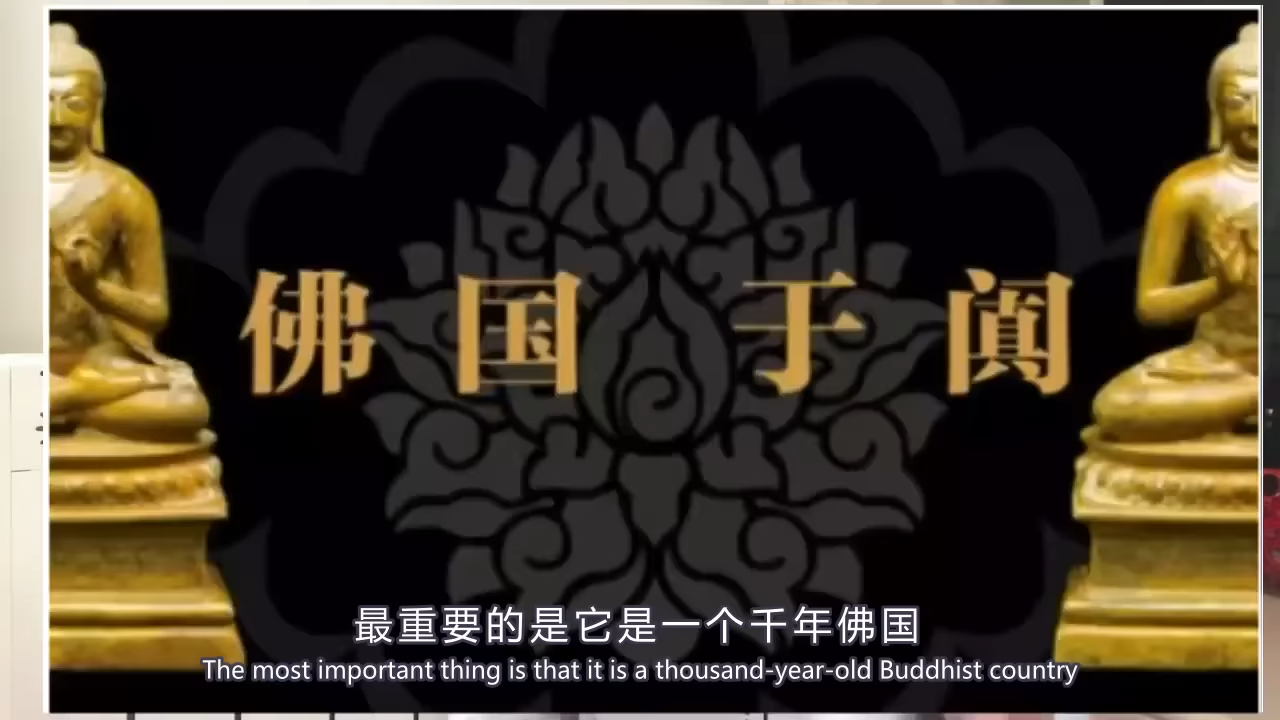 佛国 于阗
最重要的是它是一个千年佛国
The most important thing is that it is a thousand-year-old Buddhist country